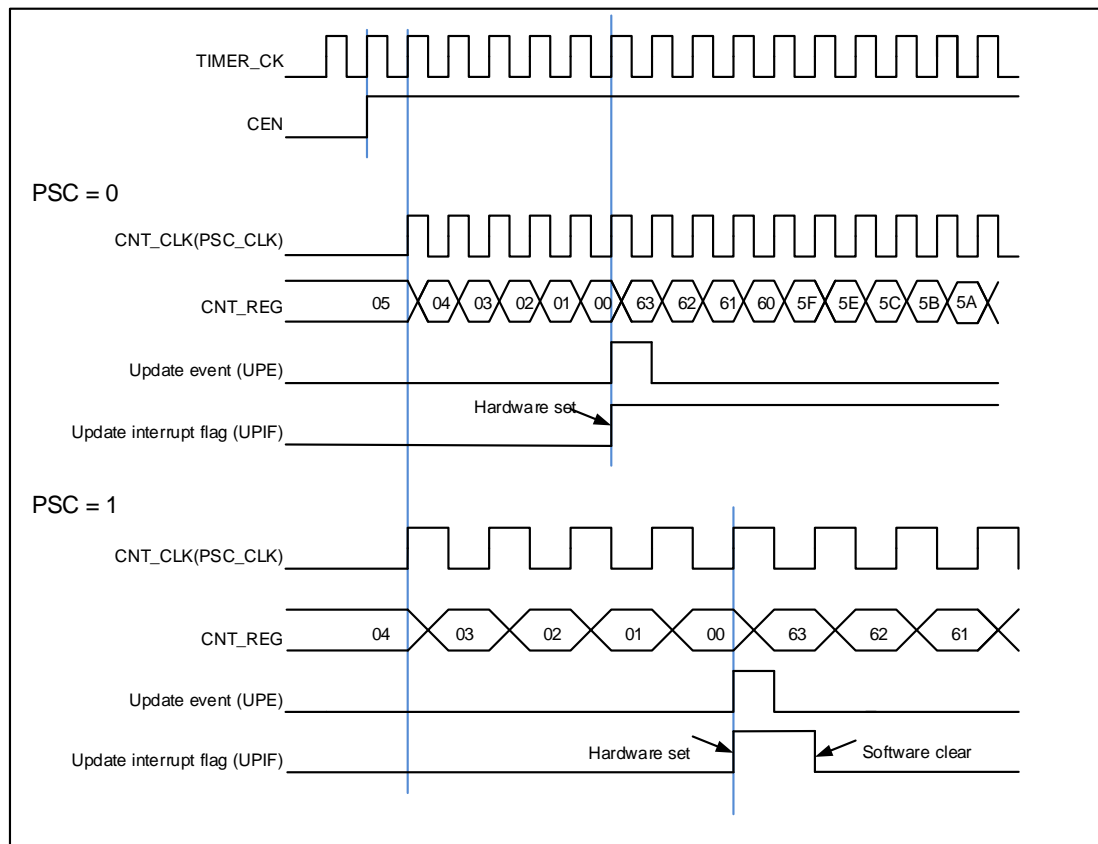 TIMER_CK
CEN
PSC = 0
CNT_CLK(PSC_CLK)
CNT_REG 05 04 03 02 01 00 63 62 61 60 5F 5E 5C 5B 5A
Update event (UPE)
Hardware set
Update interrupt flag (UPIF)
PSC = 1
CNT_CLK(PSC_CLK)
CNT_REG 04 03 02 01 00 63 62 61
Update event (UPE)
Update interrupt flag (UPIF) Hardware set Software clear